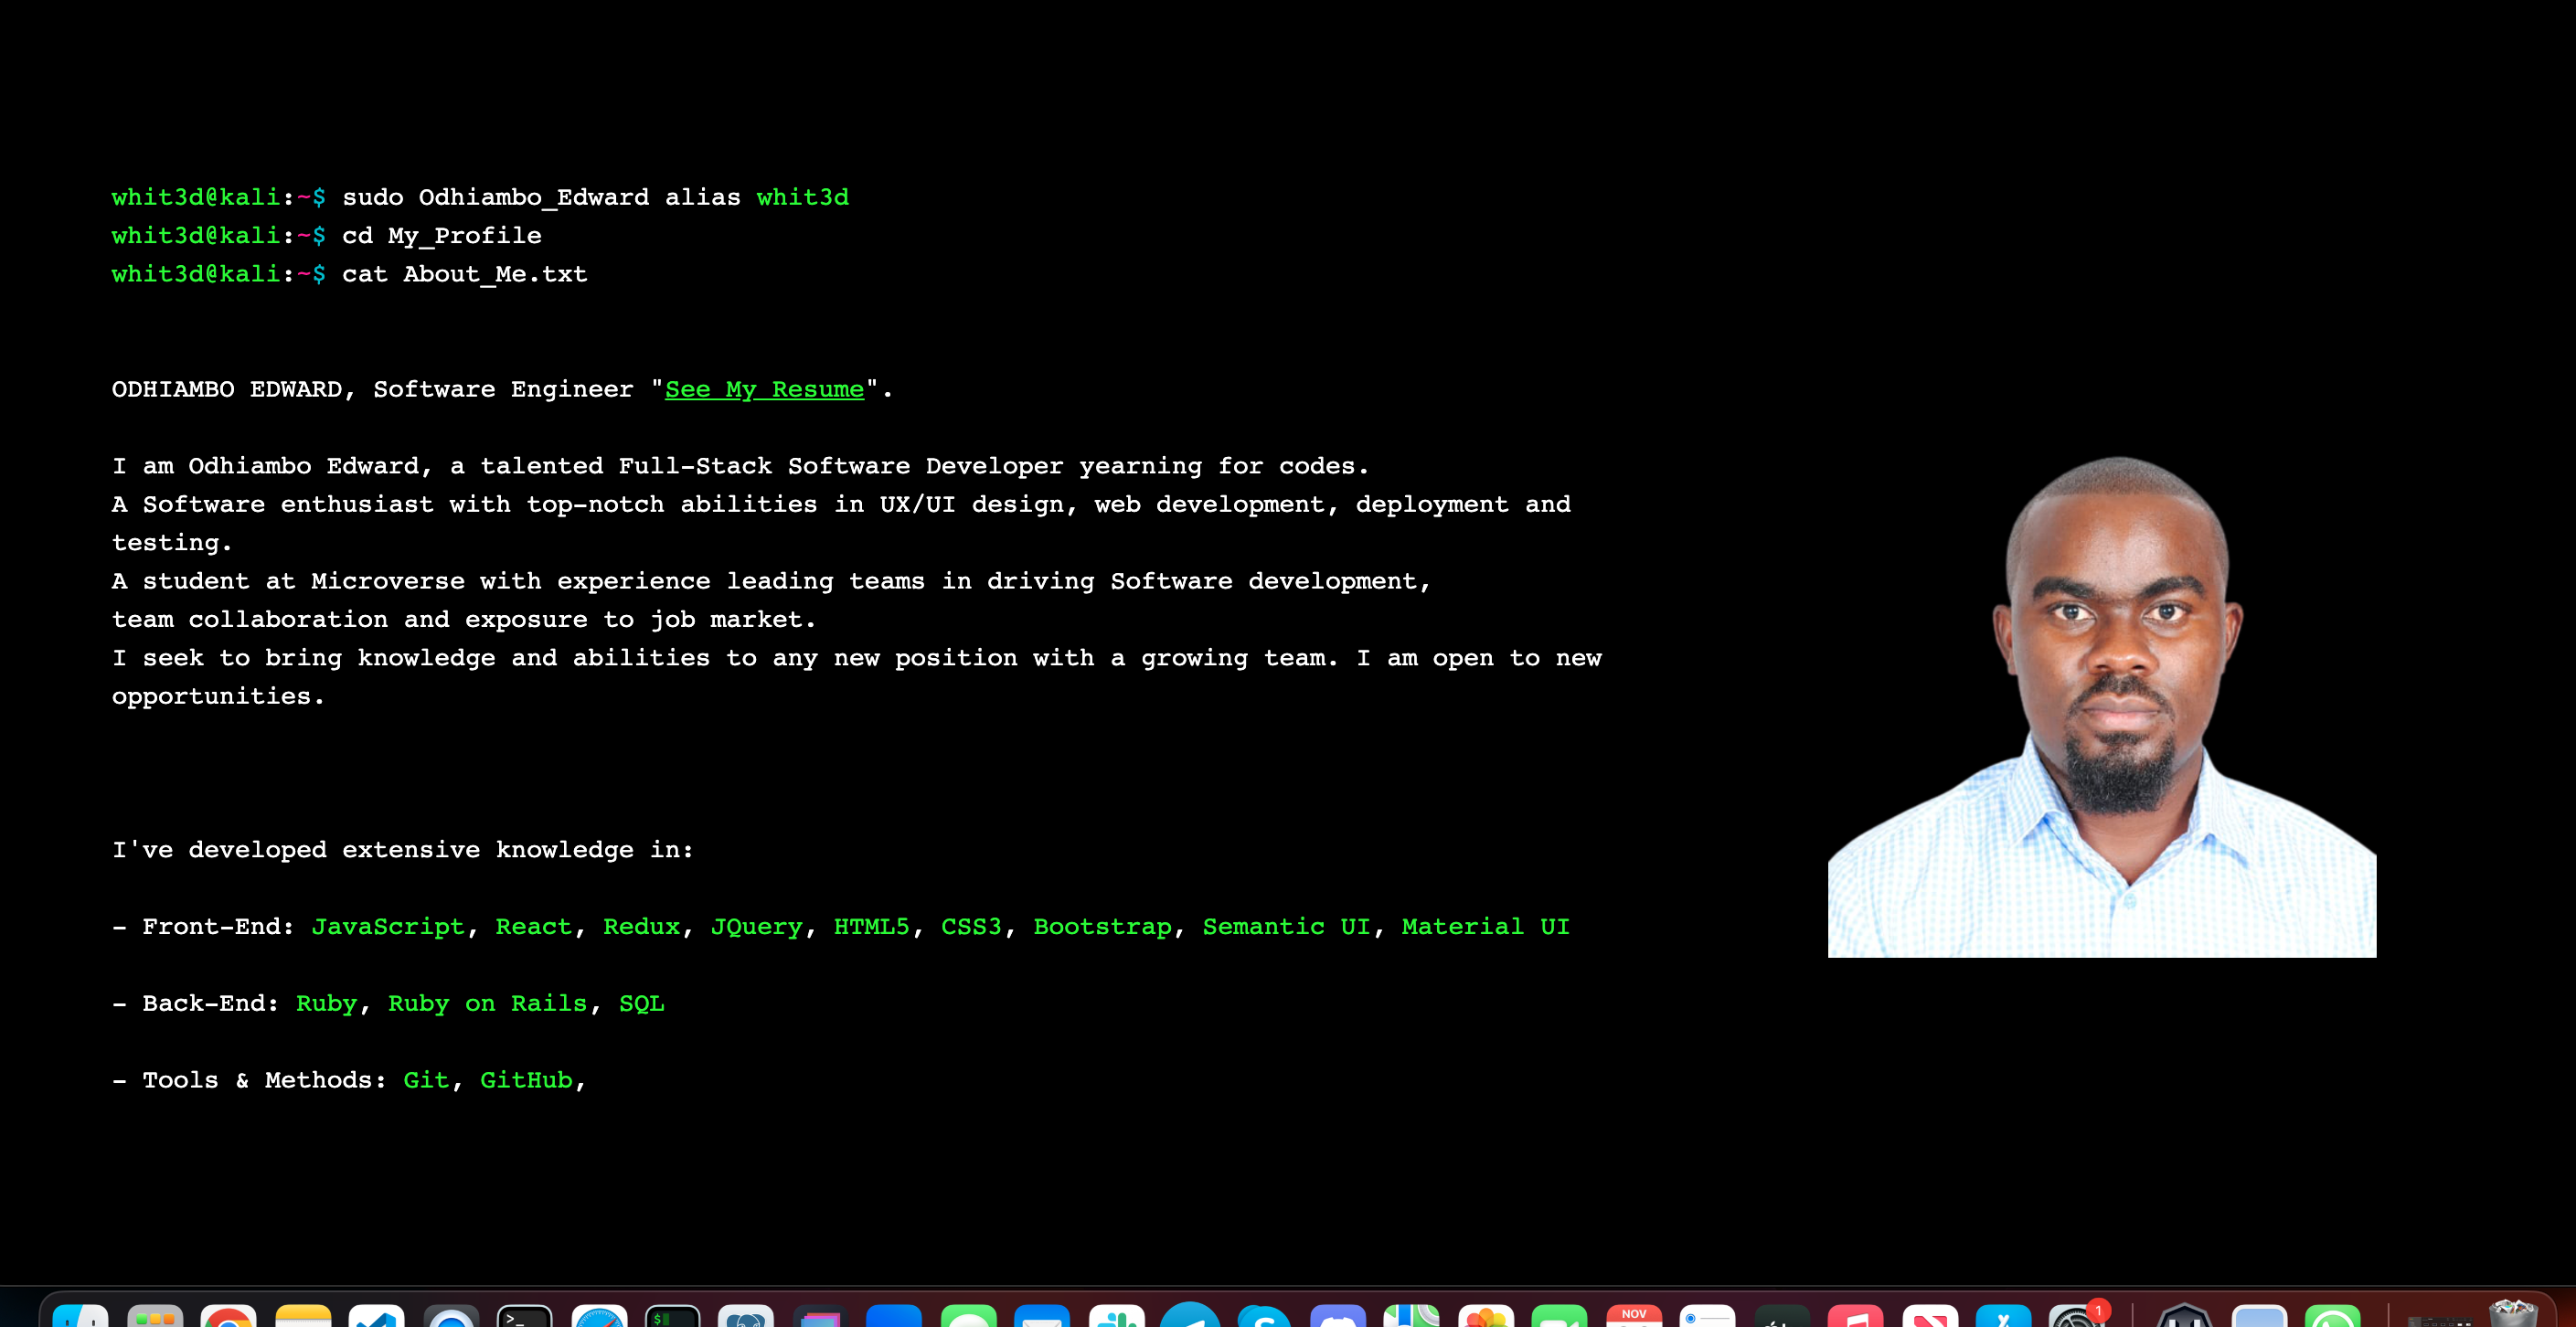 whit3d@kali:~$ sudo Odhiambo_Edward alias whit3d
whit3d@kali:~$ cd My_Profile
whit3d@kali:~$ cat About_Me.txt
ODHIAMBO EDWARD, Software Engineer "See My Resume".
I am Odhiambo Edward, a talented Full-Stack Software Developer yearning for codes.
A Software enthusiast with top-notch abilities in UX/UI design, web development, deployment and
testing.
A student at Microverse with experience leading teams in driving Software development,
team collaboration and exposure to job market.
I seek to bring knowledge and abilities to any new position with a growing team. I am open to new
opportunities.
I've developed extensive knowledge in:
- Front-End: JavaScript, React, Redux, JQuery, HTML5, CSS3, Bootstrap, Semantic UI, Material UI
- Back-End: Ruby, Ruby on Rails, SQL
- Tools & Methods: Git, GitHub,
NOV
1